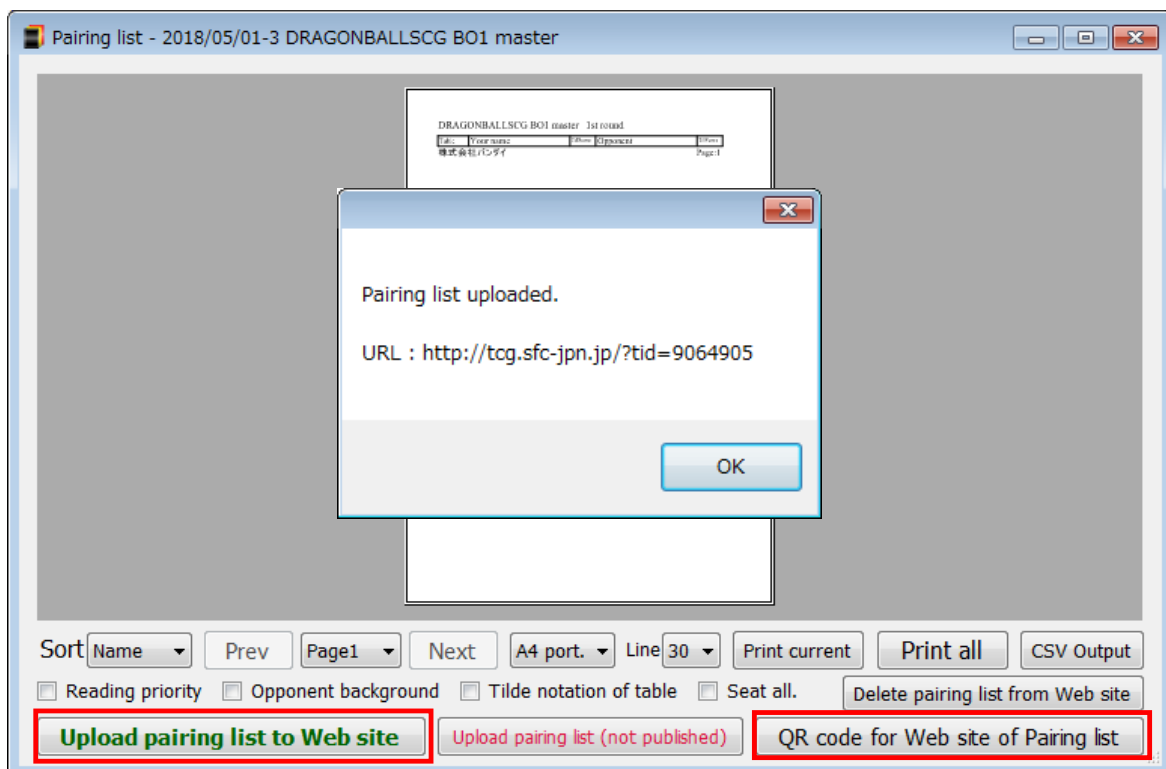 Pairing list - 2018/05/01-3 DRAGONBALLSCG BO1 master
DRAGONBALLSCG BO1 master 1st round
Your name Opponent
株式会社バンダイ Page:1
Pairing list uploaded.
URL : http://tcg.sfc-jpn.jp/?tid=9064905
OK
Sort Name Prev Page1 Next A4 port. Line 30 Print current Print all CSV Output
Reading priority Opponent background Tilde notation of table Seat all. Delete pairing list from Web site
Upload pairing list to Web site Upload pairing list (not published) QR code for Web site of Pairing list